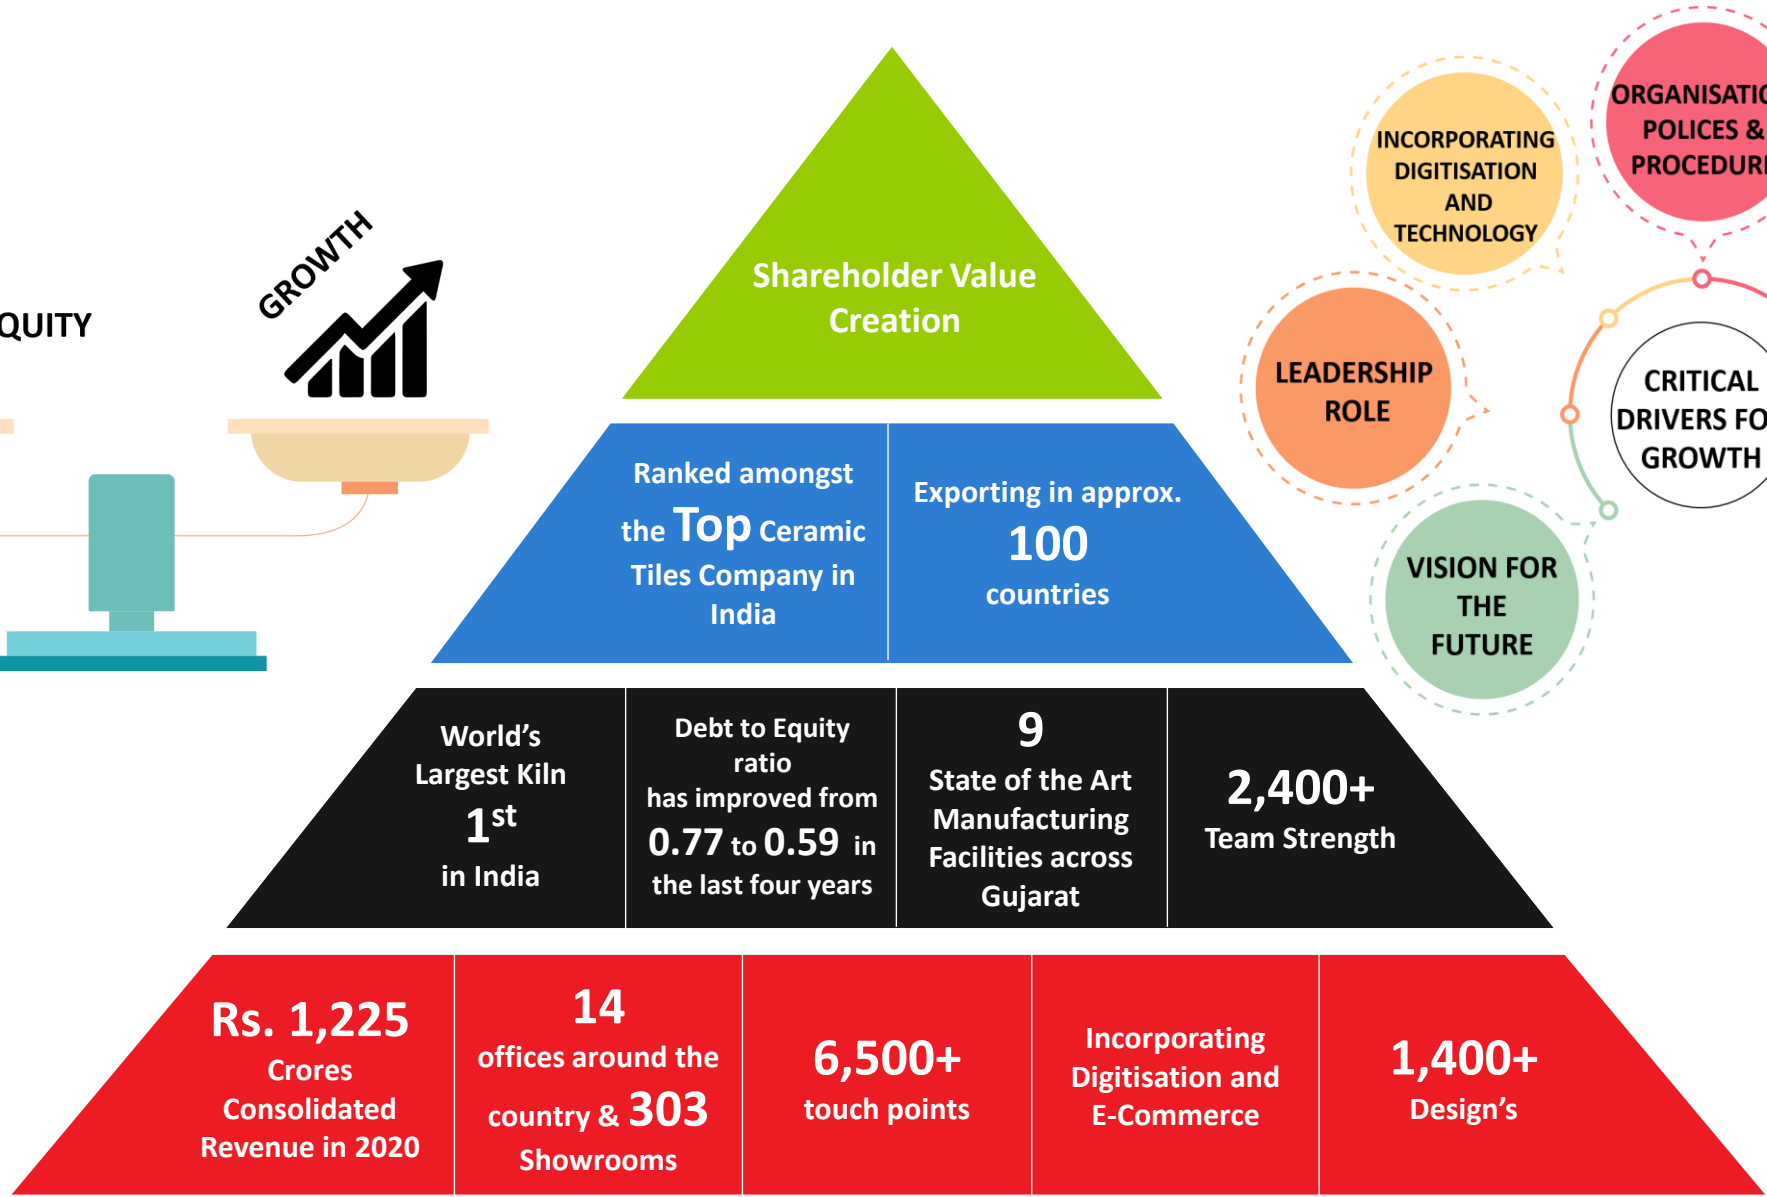 GROWTH
QUITY
Shareholder Value
Creation
Ranked amongst
the Top Ceramic
Tiles Company in
India
Exporting in approx.
100
countries
World's
Largest Kiln
1st
in India
Debt to Equity
ratio
has improved from
0.77 to 0.59 in
the last four years
9
State of the Art
Manufacturing
Facilities across
Gujarat
2,400+
Team Strength
Rs. 1,225
Crores
Consolidated
Revenue in 2020
14
offices around the
country & 303
Showrooms
6,500+
touch points
Incorporating
Digitisation and
E-Commerce
1,400+
Design's
INCORPORATING
DIGITISATION
AND
TECHNOLOGY
ORGANISATIO
POLICES &
PROCEDUR
LEADERSHIP
ROLE
CRITICAL
DRIVERS FO
GROWTH
VISION FOR
THE
FUTURE